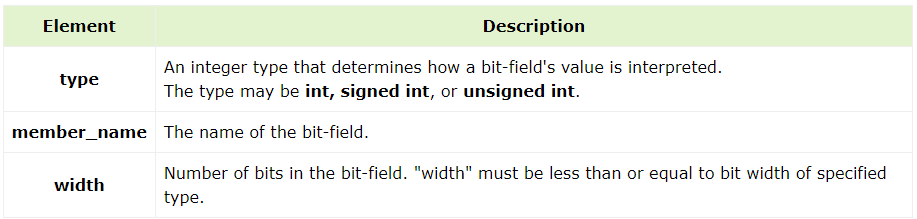 Element Description
type An integer type that determines how a bit-field's value is interpreted.
The type may be int, signed int, or unsigned int.
member_name The name of the bit-field.
width Number of bits in the bit-field. "width" must be less than or equal to bit width of specified
type.